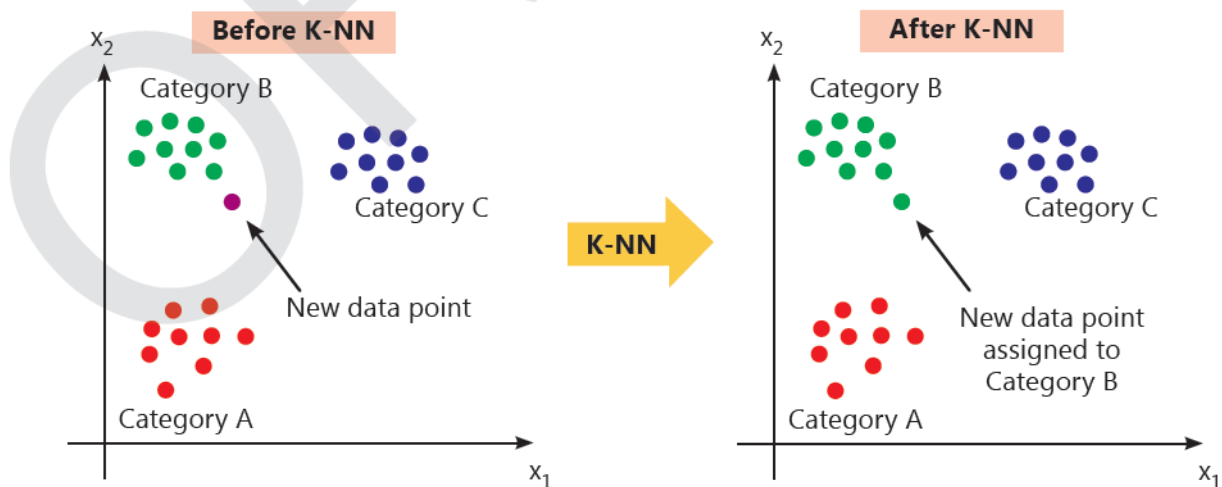 Before K-NN
x2
Category B
Category C
New data point
Category A
x1
K-NN
After K-NN
x2
Category B
Category C
New data point
assigned to
Category B
Category A
x1